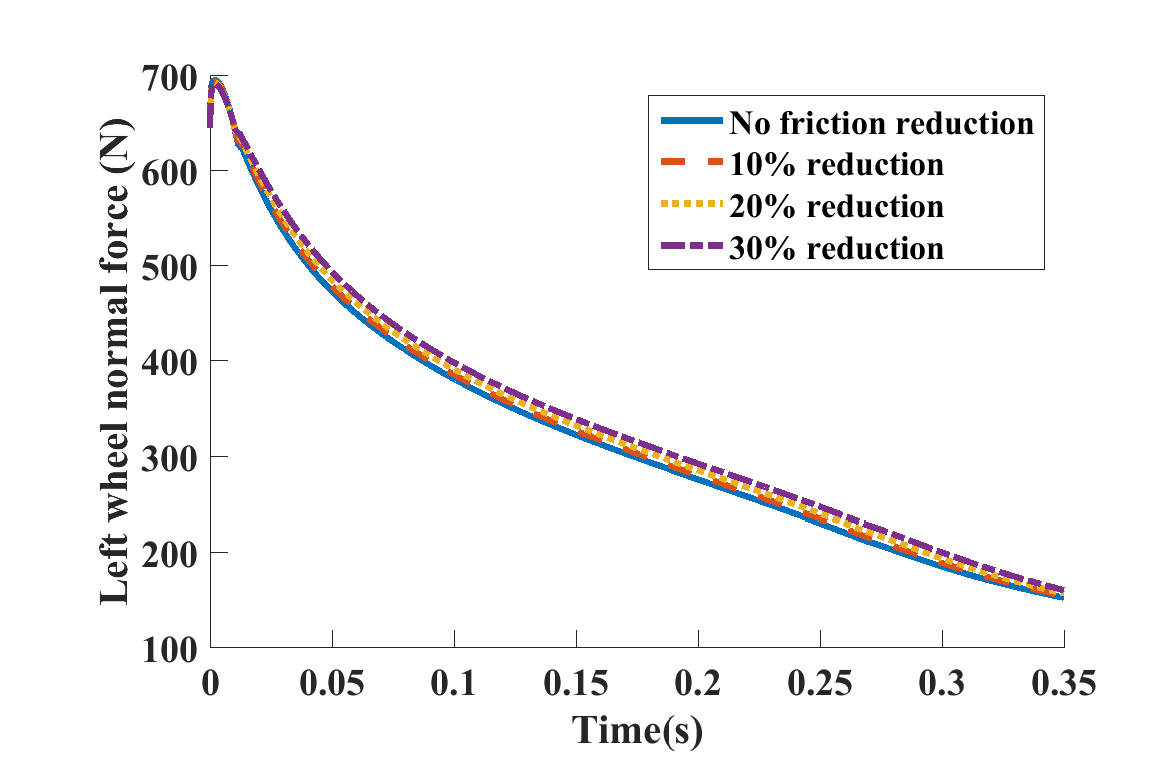 700
600
500
400
300
200
100
Left wheel normal force (N)
No friction reduction
10% reduction
20% reduction
30% reduction
0 0.05 0.1 0.15 0.2 0.25 0.3 0.35
Time(s)